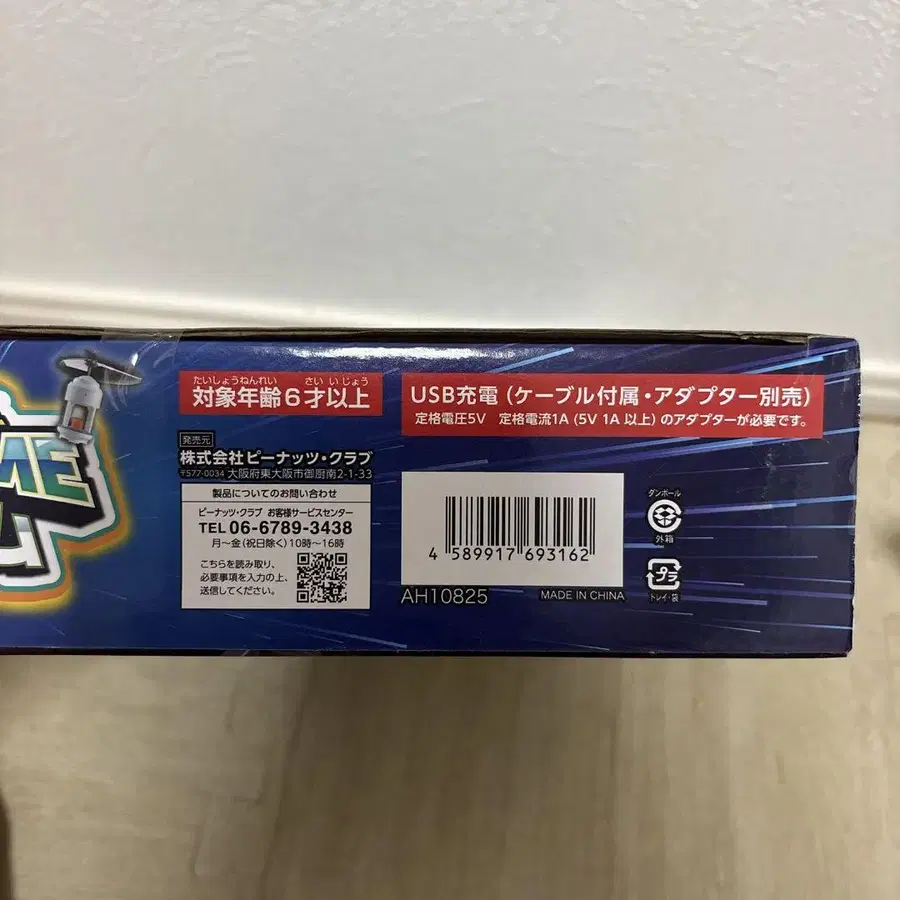 ME
たいしょうねんれい さい いじょう
対象年齢6才以上
USB充電 (ケーブル付属・アダプター別売)
定格電圧5V 定格電流1A (5V 1A 以上) のアダプターが必要です。
発売元
株式会社ピーナッツ・クラブ
〒577-0034 大阪府東大阪市御厨南2-1-33
製品についてのお問い合わせ
ピーナッツ・クラブ お客様サービスセンター
TEL 06-6789-3438
月〜金(祝日除く)10時〜16時
こちらを読み取り、
必要事項を入力の上、
送信してください。
4 589917 693162
AH10825 MADE IN CHINA
ダンボール
外箱
プラ
トレイ・袋